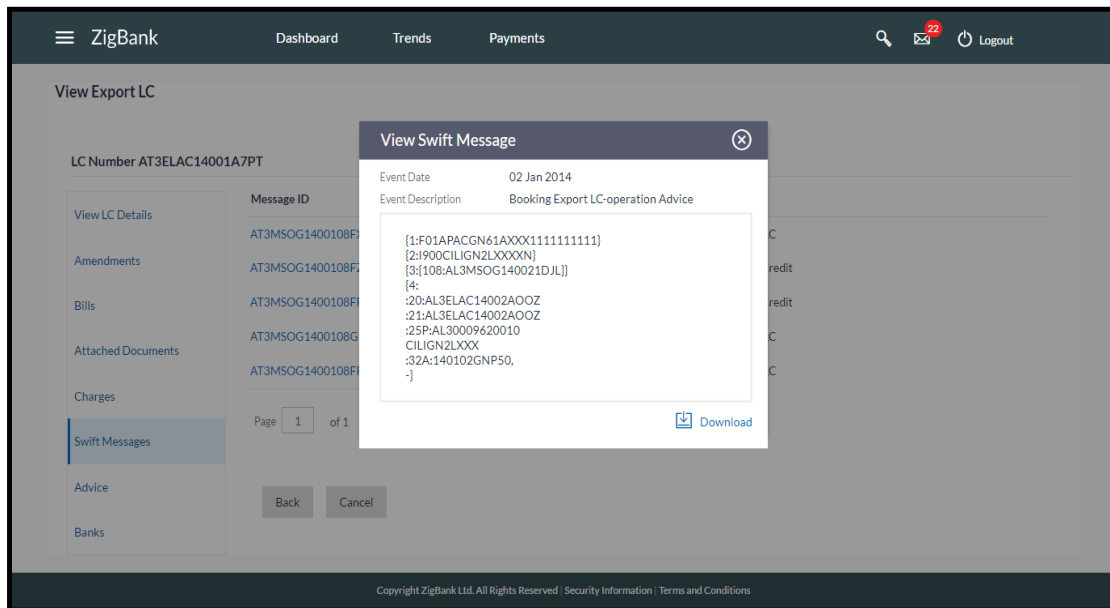 ZigBank Dashboard Trends Payments 22 Logout
View Export LC
LC Number AT3ELAC14001A7PT
View LC Details
Amendments
Bills
Attached Documents
Charges
Swift Messages
Advice
Banks
Message ID
AT3MSOG1400108
AT3MSOG1400108FZ
AT3MSOG1400108
AT3MSOG1400108G
AT3MSOG1400108
Page 1 of 1
Back Cancel
View Swift Message
Event Date 02 Jan 2014
Event Description Booking Export LC-operation Advice
{1:F01APACGN61AXXX1111111111}
{2:I900CILIGN2LXXXXN}
{3:{108:AL3MSOG140021DJL}}
{4:
:20:AL3ELAC14002AOOZ
:21:AL3ELAC14002AOOZ
:25P:AL30009620010
CILIGN2LXXX
:32A:140102GNP50,
-}
Download
C
redit
redit
C
C
Copyright ZigBank Ltd. All Rights Reserved | Security Information | Terms and Conditions